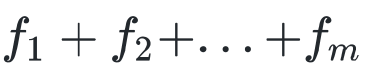 f₁ + f₂+...+fₘ